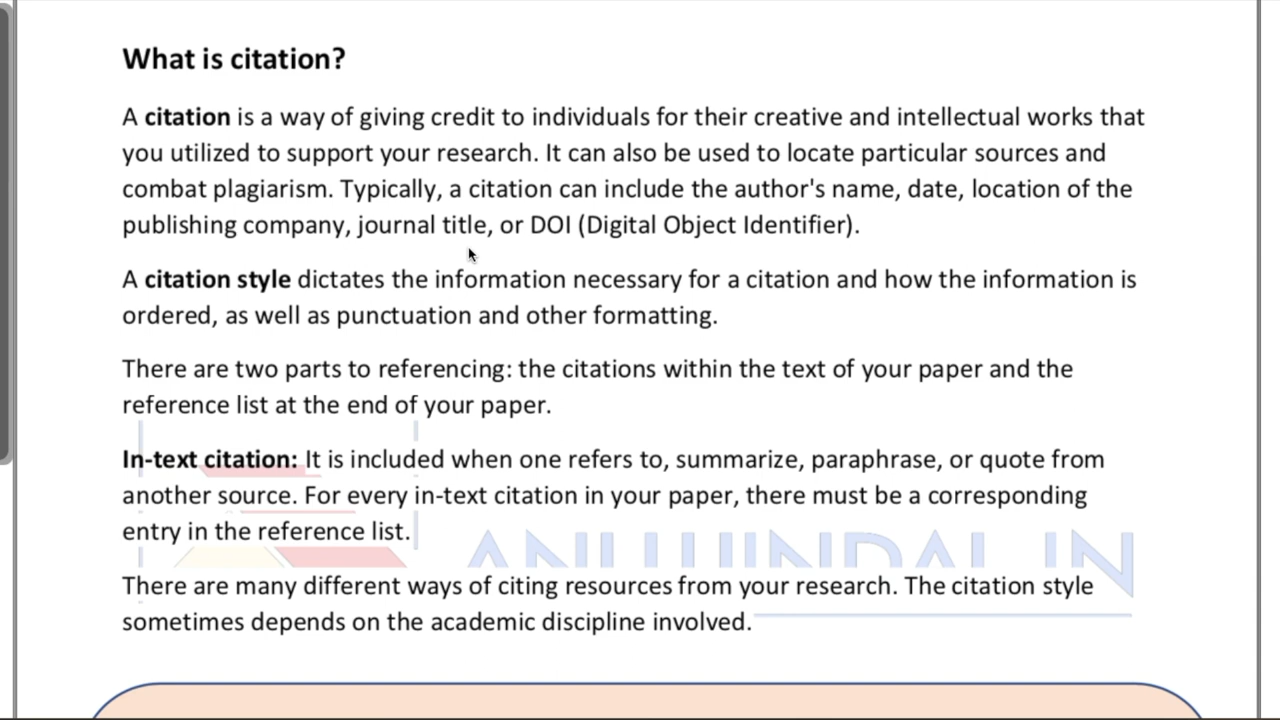 What is citation?
A citation is a way of giving credit to individuals for their creative and intellectual works that
you utilized to support your research. It can also be used to locate particular sources and
combat plagiarism. Typically, a citation can include the author's name, date, location of the
publishing company, journal title, or DOI (Digital Object Identifier).
A citation style dictates the information necessary for a citation and how the information is
ordered, as well as punctuation and other formatting.
There are two parts to referencing: the citations within the text of your paper and the
reference list at the end of your paper.
In-text citation: It is included when one refers to, summarize, paraphrase, or quote from
another source. For every in-text citation in your paper, there must be a corresponding
entry in the reference list.
There are many different ways of citing resources from your research. The citation style
sometimes depends on the academic discipline involved.